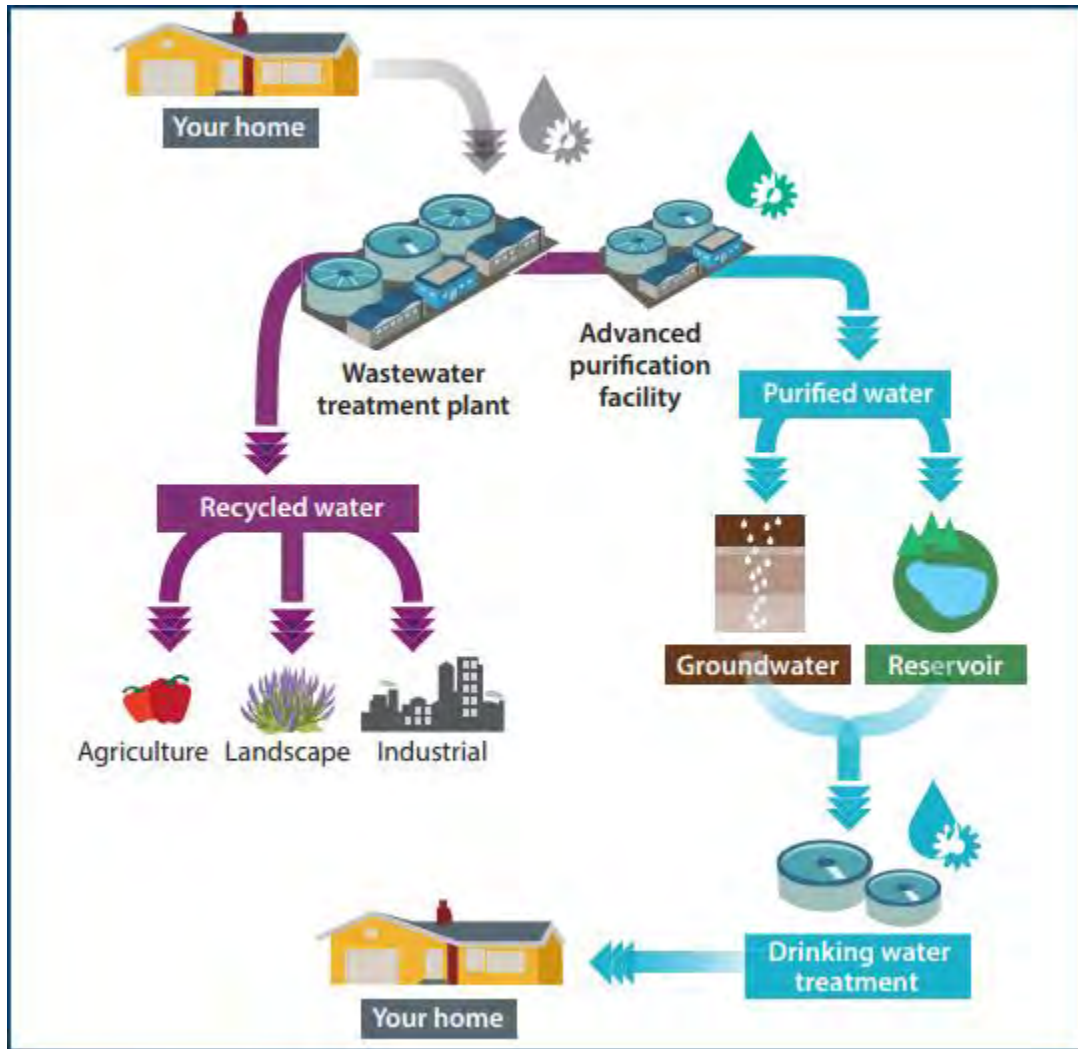 Your home
Wastewater
treatment plant
Advanced
purification
facility
Purified water
Recycled water
Groundwater
Reservoir
Agriculture
Landscape
Industrial
Drinking water
treatment
Your home